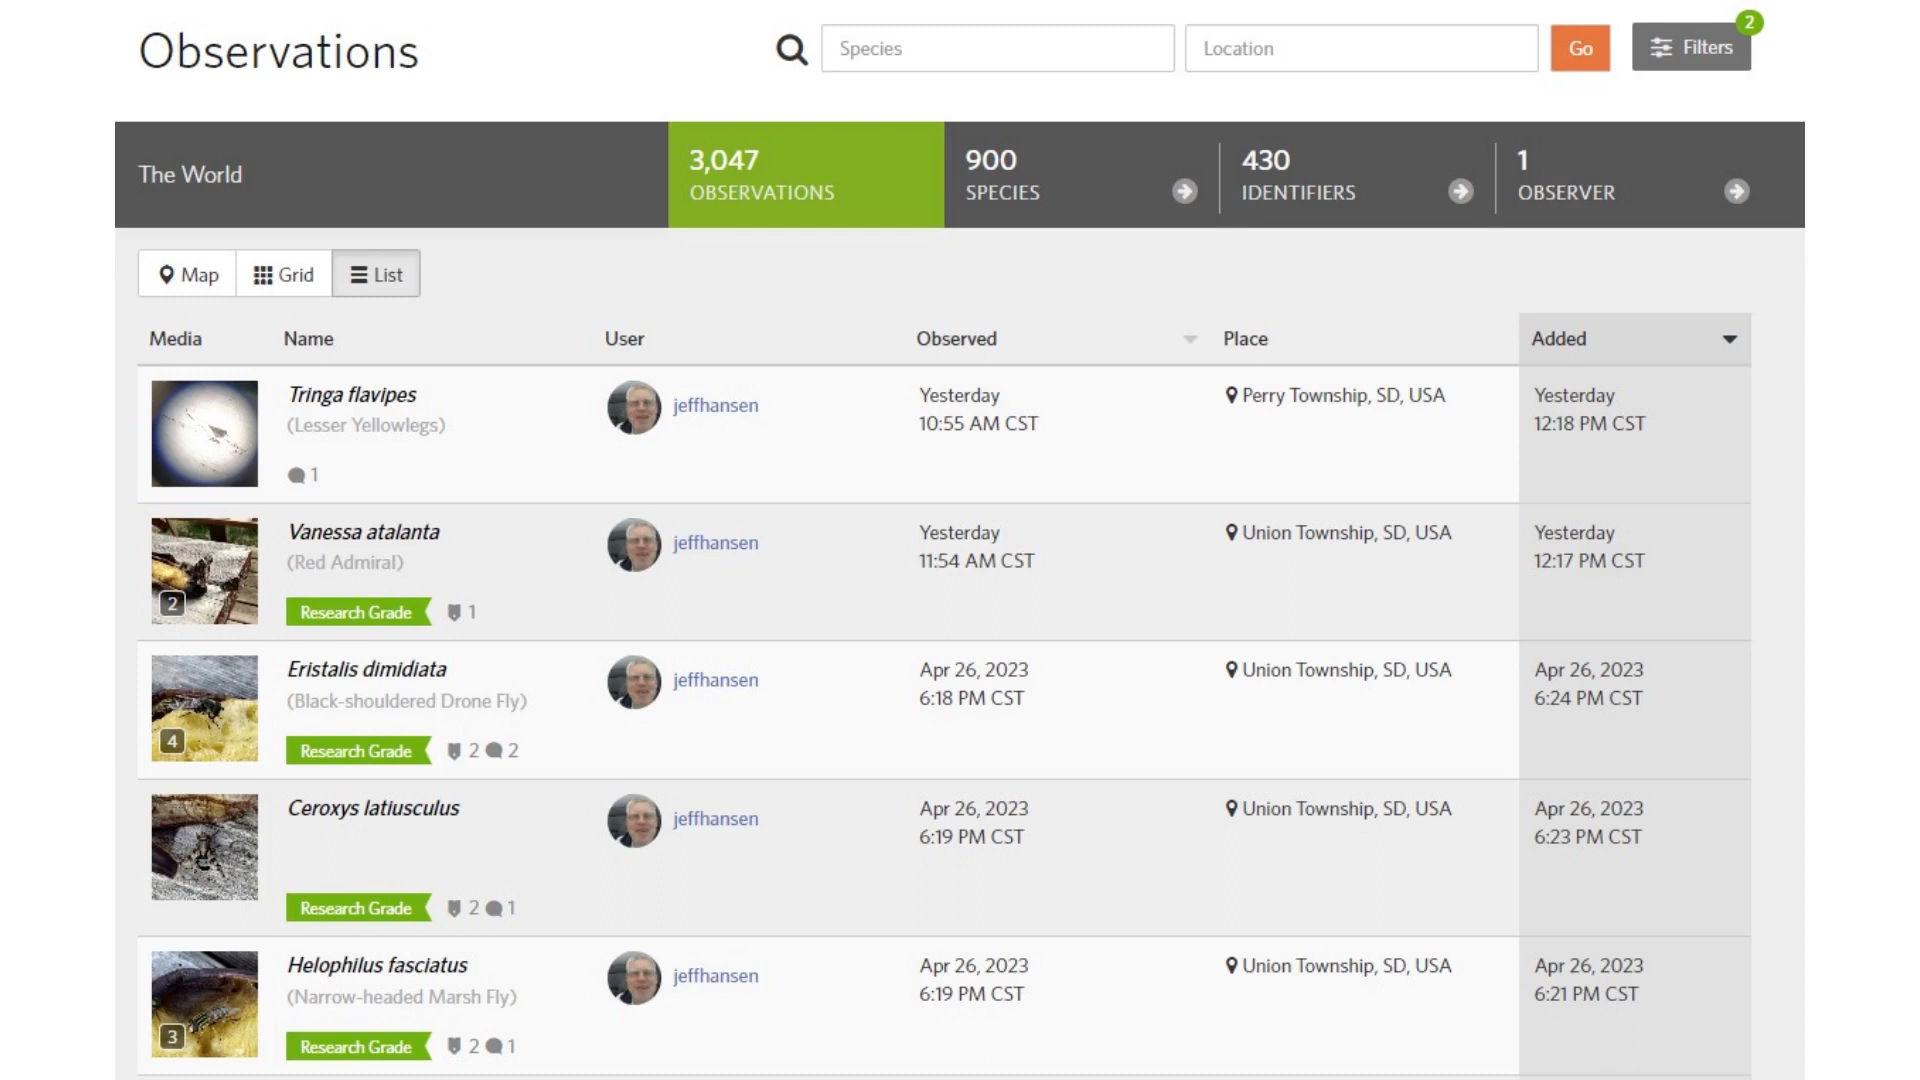 Observations
Species
Location
Go
Filters
2
The World
3,047
OBSERVATIONS
900
SPECIES
430
IDENTIFIERS
1
OBSERVER
Map
Grid
List
Media
Name
User
Observed
Place
Added
Tringa flavipes
(Lesser Yellowlegs)
1
jeffhansen
Yesterday
10:55 AM CST
Perry Township, SD, USA
Yesterday
12:18 PM CST
2
Vanessa atalanta
(Red Admiral)
Research Grade
1
jeffhansen
Yesterday
11:54 AM CST
Union Township, SD, USA
Yesterday
12:17 PM CST
4
Eristalis dimidiata
(Black-shouldered Drone Fly)
Research Grade
2 2
jeffhansen
Apr 26, 2023
6:18 PM CST
Union Township, SD, USA
Apr 26, 2023
6:24 PM CST
Ceroxys latiusculus
Research Grade
2 1
jeffhansen
Apr 26, 2023
6:19 PM CST
Union Township, SD, USA
Apr 26, 2023
6:23 PM CST
3
Helophilus fasciatus
(Narrow-headed Marsh Fly)
Research Grade
2 1
jeffhansen
Apr 26, 2023
6:19 PM CST
Union Township, SD, USA
Apr 26, 2023
6:21 PM CST